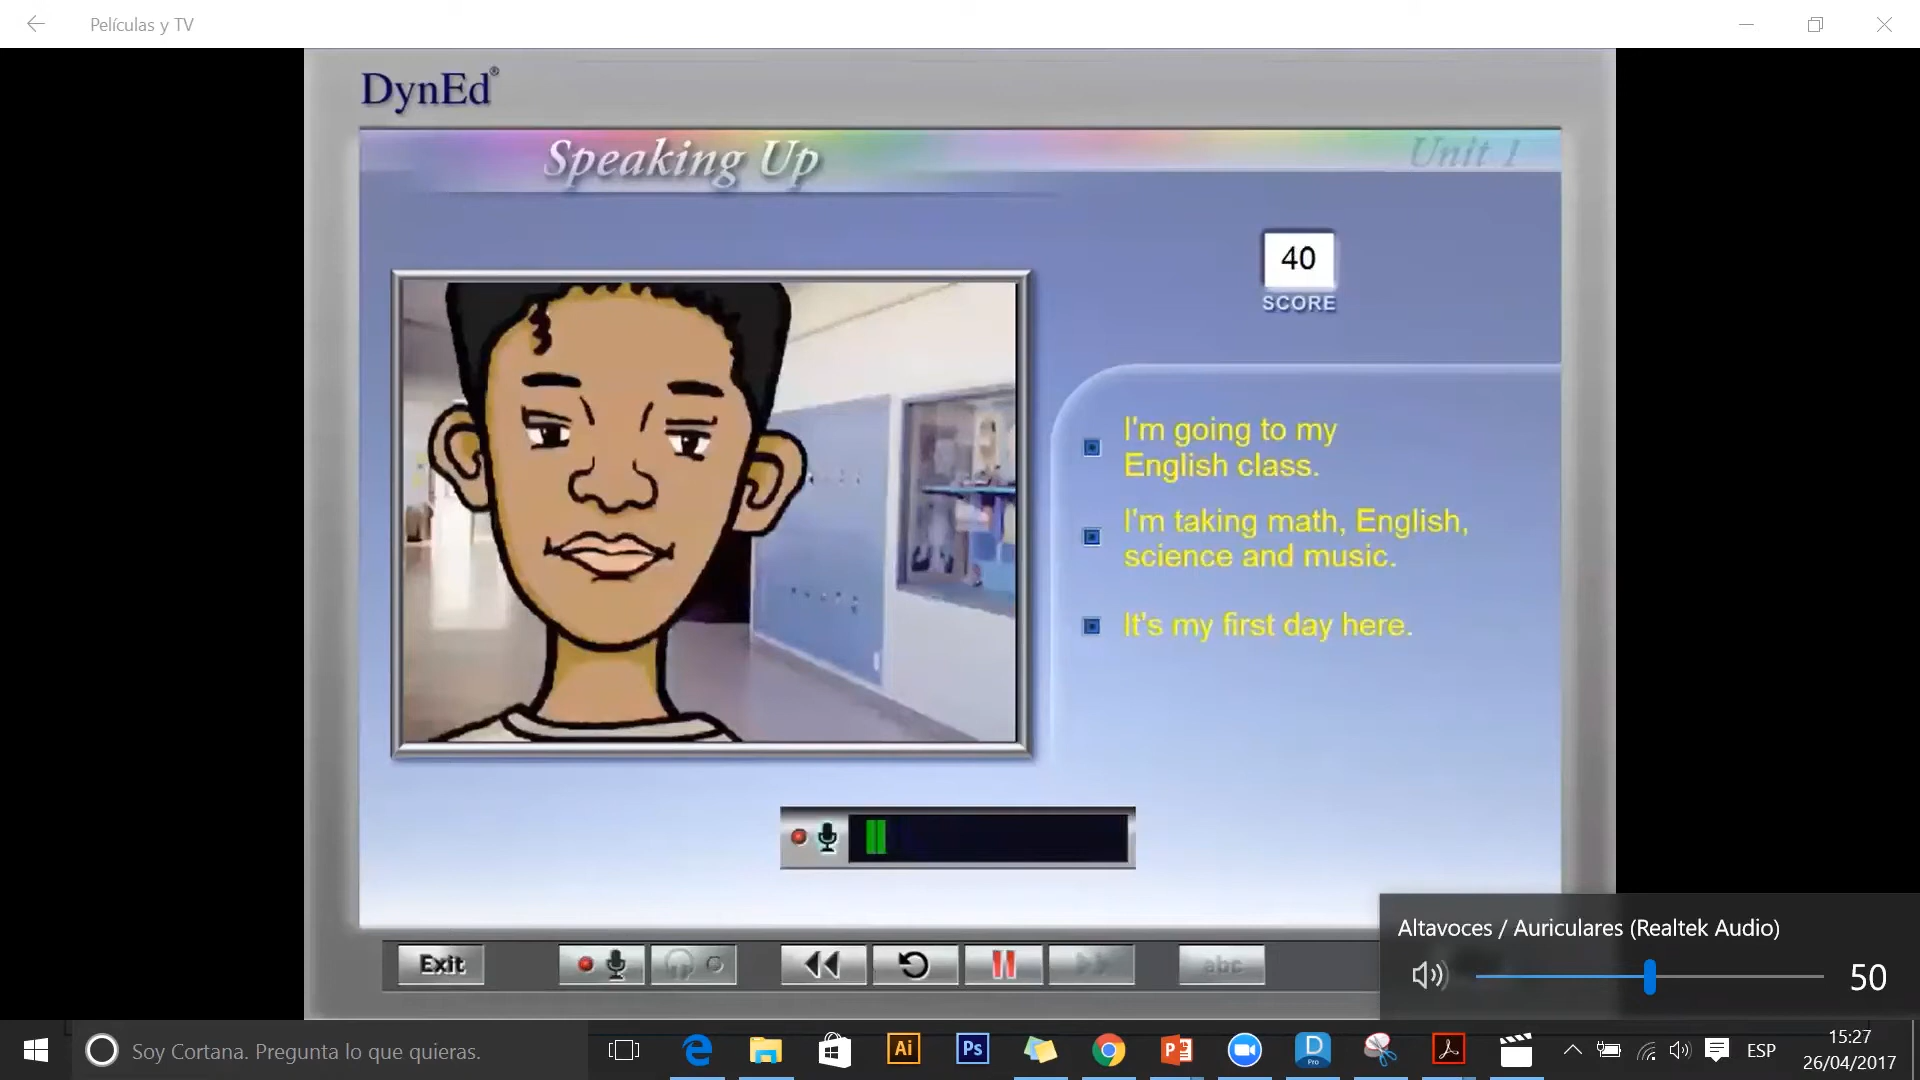 Películas y TV
DynEd®
Speaking Up
Unit 1
40
SCORE
I'm going to my
English class.
I'm taking math, English,
science and music.
It's my first day here.
Exit
abc
Altavoces / Auriculares (Realtek Audio)
50
Soy Cortana. Pregunta lo que quieras.
Ai
Ps
D
Pro
ESP
15:27
26/04/2017